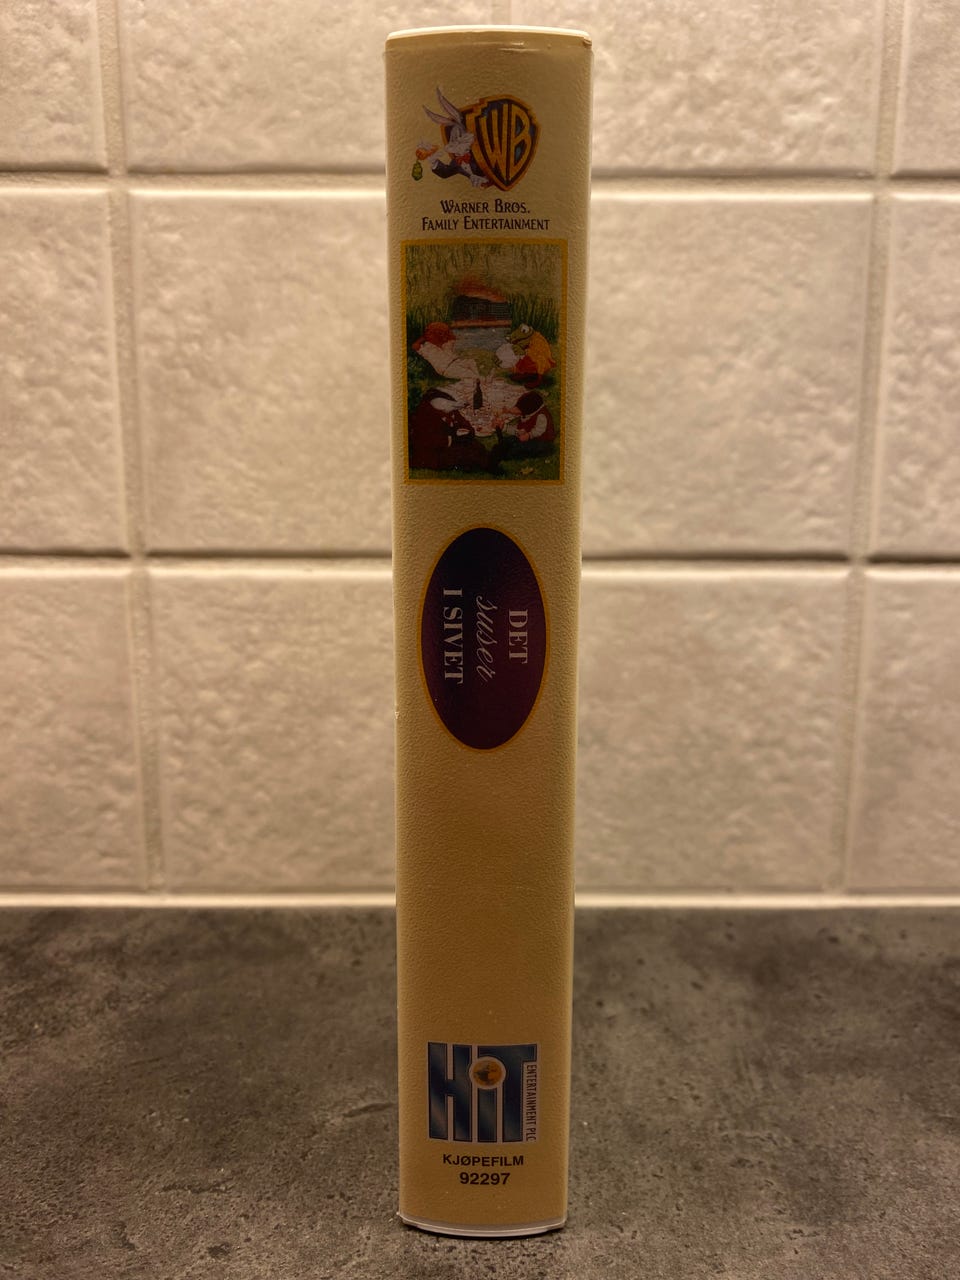 WB
WARNER BROS.
FAMILY ENTERTAINMENT
DET
suser
I SIVET
HiT
ENTERTAINMENT PLC
KJØPEFILM
92297